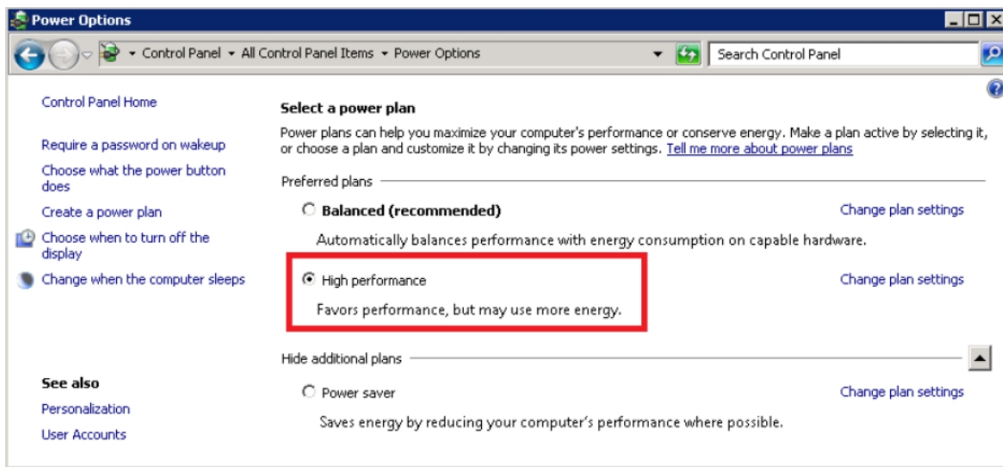 Power Options
Control Panel
All Control Panel Items
Power Options
Search Control Panel
Control Panel Home
Require a password on wakeup
Choose what the power button
does
Create a power plan
Choose when to turn off the
display
Change when the computer sleeps
See also
Personalization
User Accounts
Select a power plan
Power plans can help you maximize your computer's performance or conserve energy. Make a plan active by selecting it,
or choose a plan and customize it by changing its power settings. Tell me more about power plans
Preferred plans
Balanced (recommended) Change plan settings
Automatically balances performance with energy consumption on capable hardware.
High performance Change plan settings
Favors performance, but may use more energy.
Hide additional plans
Power saver Change plan settings
Saves energy by reducing your computer's performance where possible.